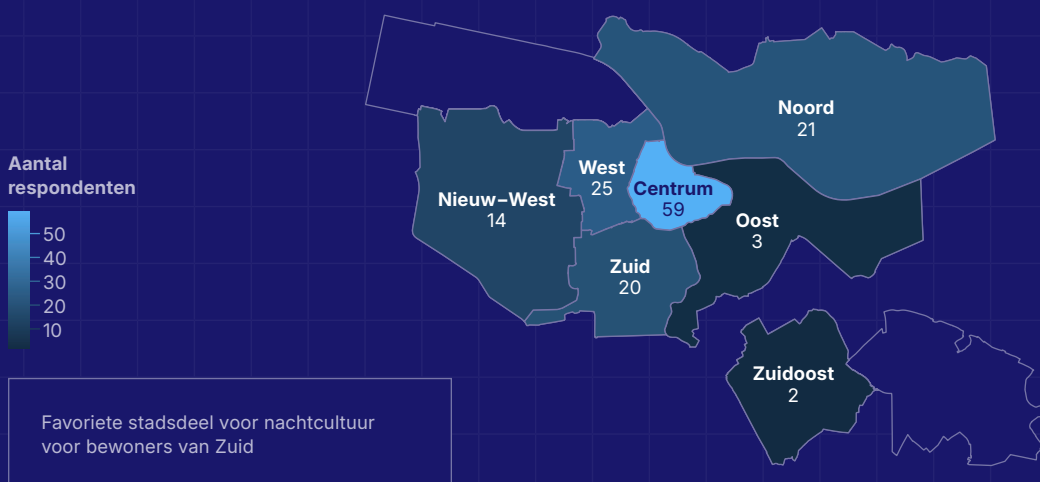 Noord
21
Aantal
respondenten
West
25
Centrum
59
Nieuw-West
14
Oost
3
50
40
30
20
10
Zuid
20
Zuidoost
2
Favoriete stadsdeel voor nachtcultuur
voor bewoners van Zuid